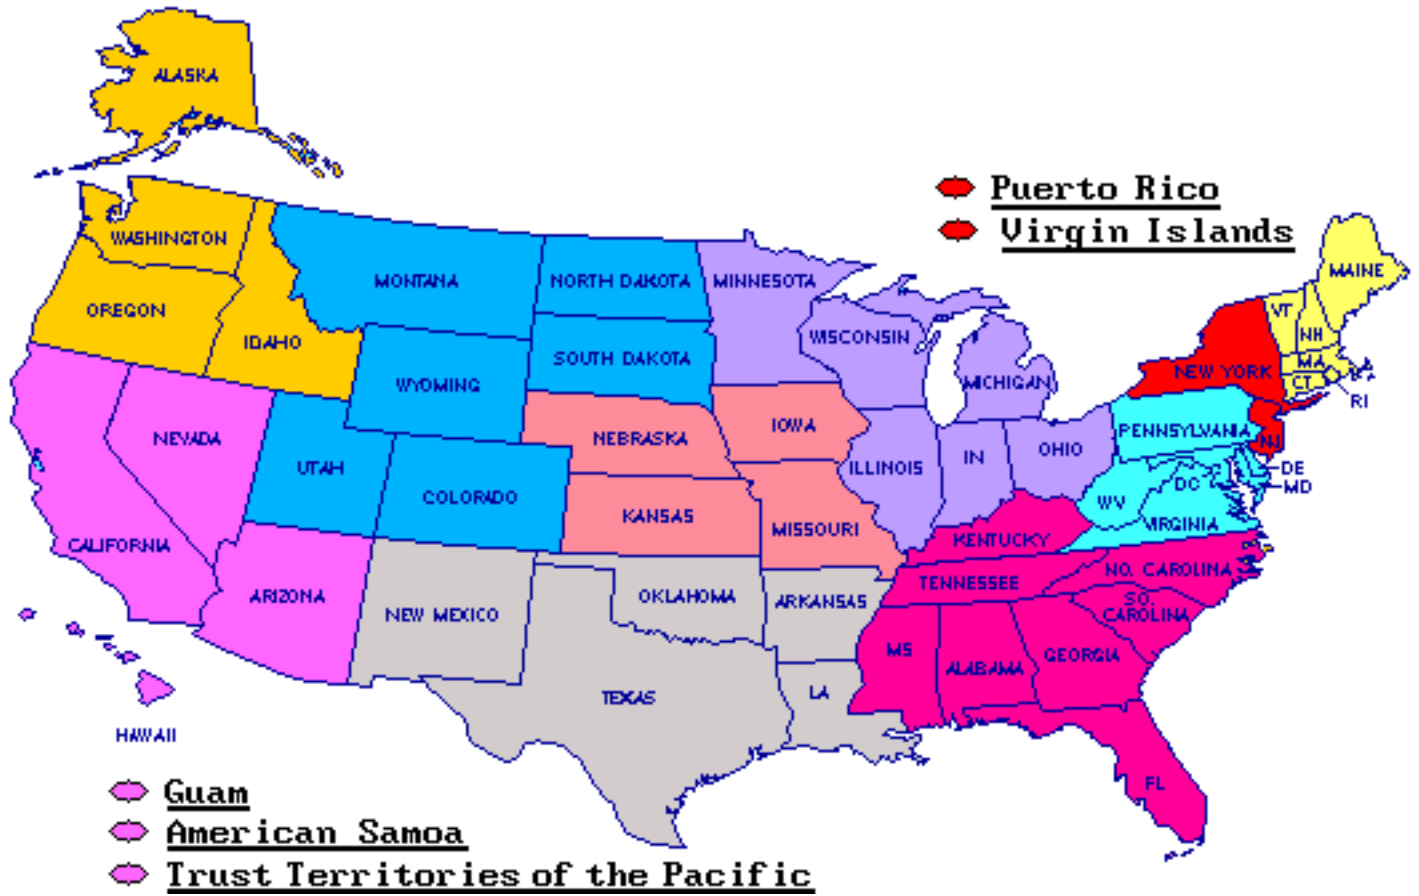 ALASKA
Puerto Rico
Virgin Islands
WASHINGTON
MAINE
MONTANA
NORTH DAKOTA
MINNESOTA
OREGON
VT
NH
WISCONSIN
IDAHO
SOUTH DAKOTA
MA
NEW YORK
WYOMING
MICHIGAN
CT
RI
NEVADA
NEBRASKA
IOWA
PENNSYLVANIA
NJ
UTAH
COLORADO
ILLINOIS
IN
OHIO
DE
DC
MD
KANSAS
MISSOURI
WV
VIRGINIA
CALIFORNIA
KENTUCKY
ARIZONA
NEW MEXICO
OKLAHOMA
ARKANSAS
TENNESSEE
NO. CAROLINA
SO.
CAROLINA
MS
ALABAMA
GEORGIA
TEXAS
LA
HAWAII
FL
Guam
American Samoa
Trust Territories of the Pacific